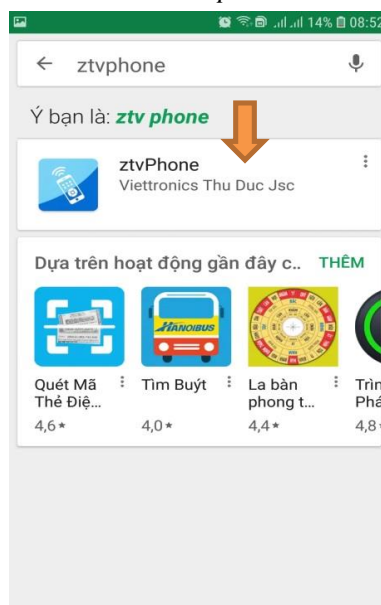 14% 08:52
ztvphone
Ý bạn là: ztv phone
ztvPhone
Viettronics Thu Duc Jsc
Dựa trên hoạt động gần đây c.. THÊM
HÀNOIBUS
Quét Mã
Thẻ Điệ...
4,6★
Tìm Buýt
4,0★
La bàn
phong t...
4,4★
Trìn
Phá
4,8